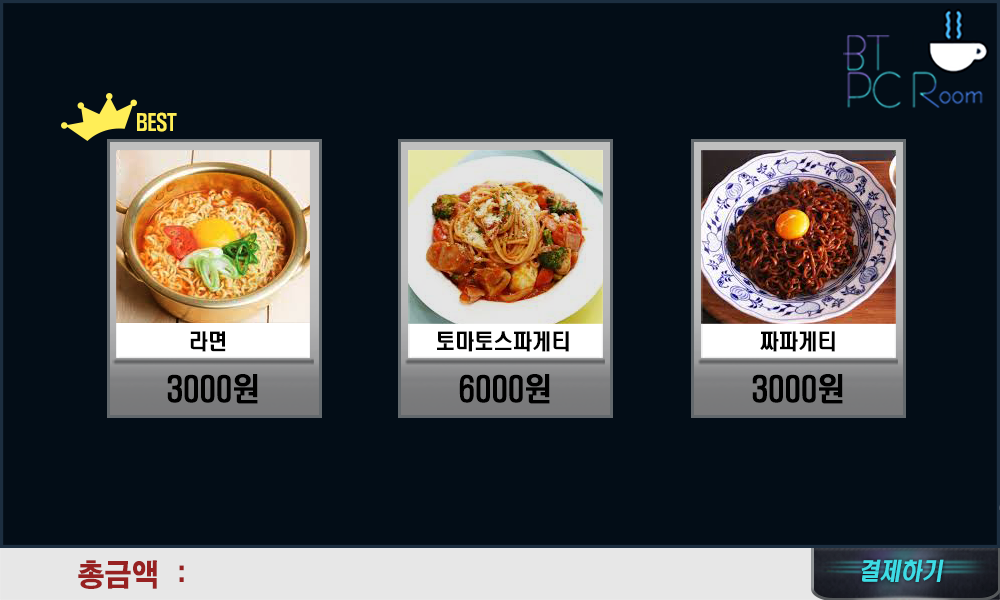 BT
PC Room
BEST
라면
3000원
토마토스파게티
6000원
짜파게티
3000원
총금액 :
결제하기